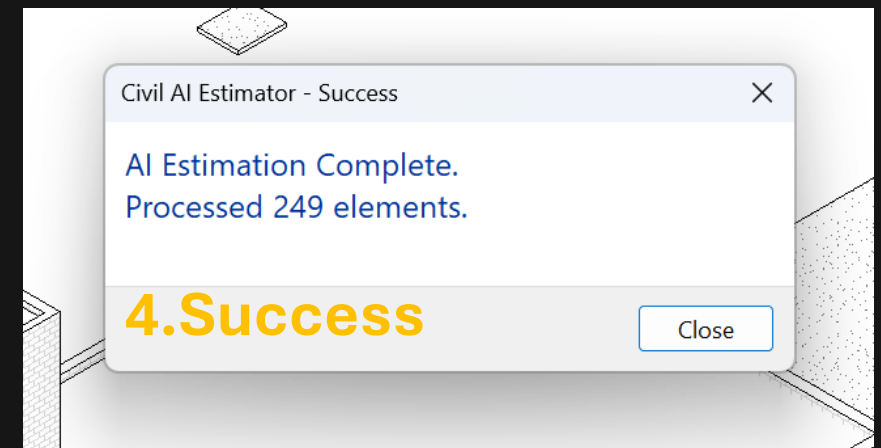 Civil AI Estimator - Success
AI Estimation Complete.
Processed 249 elements.
4.Success
Close